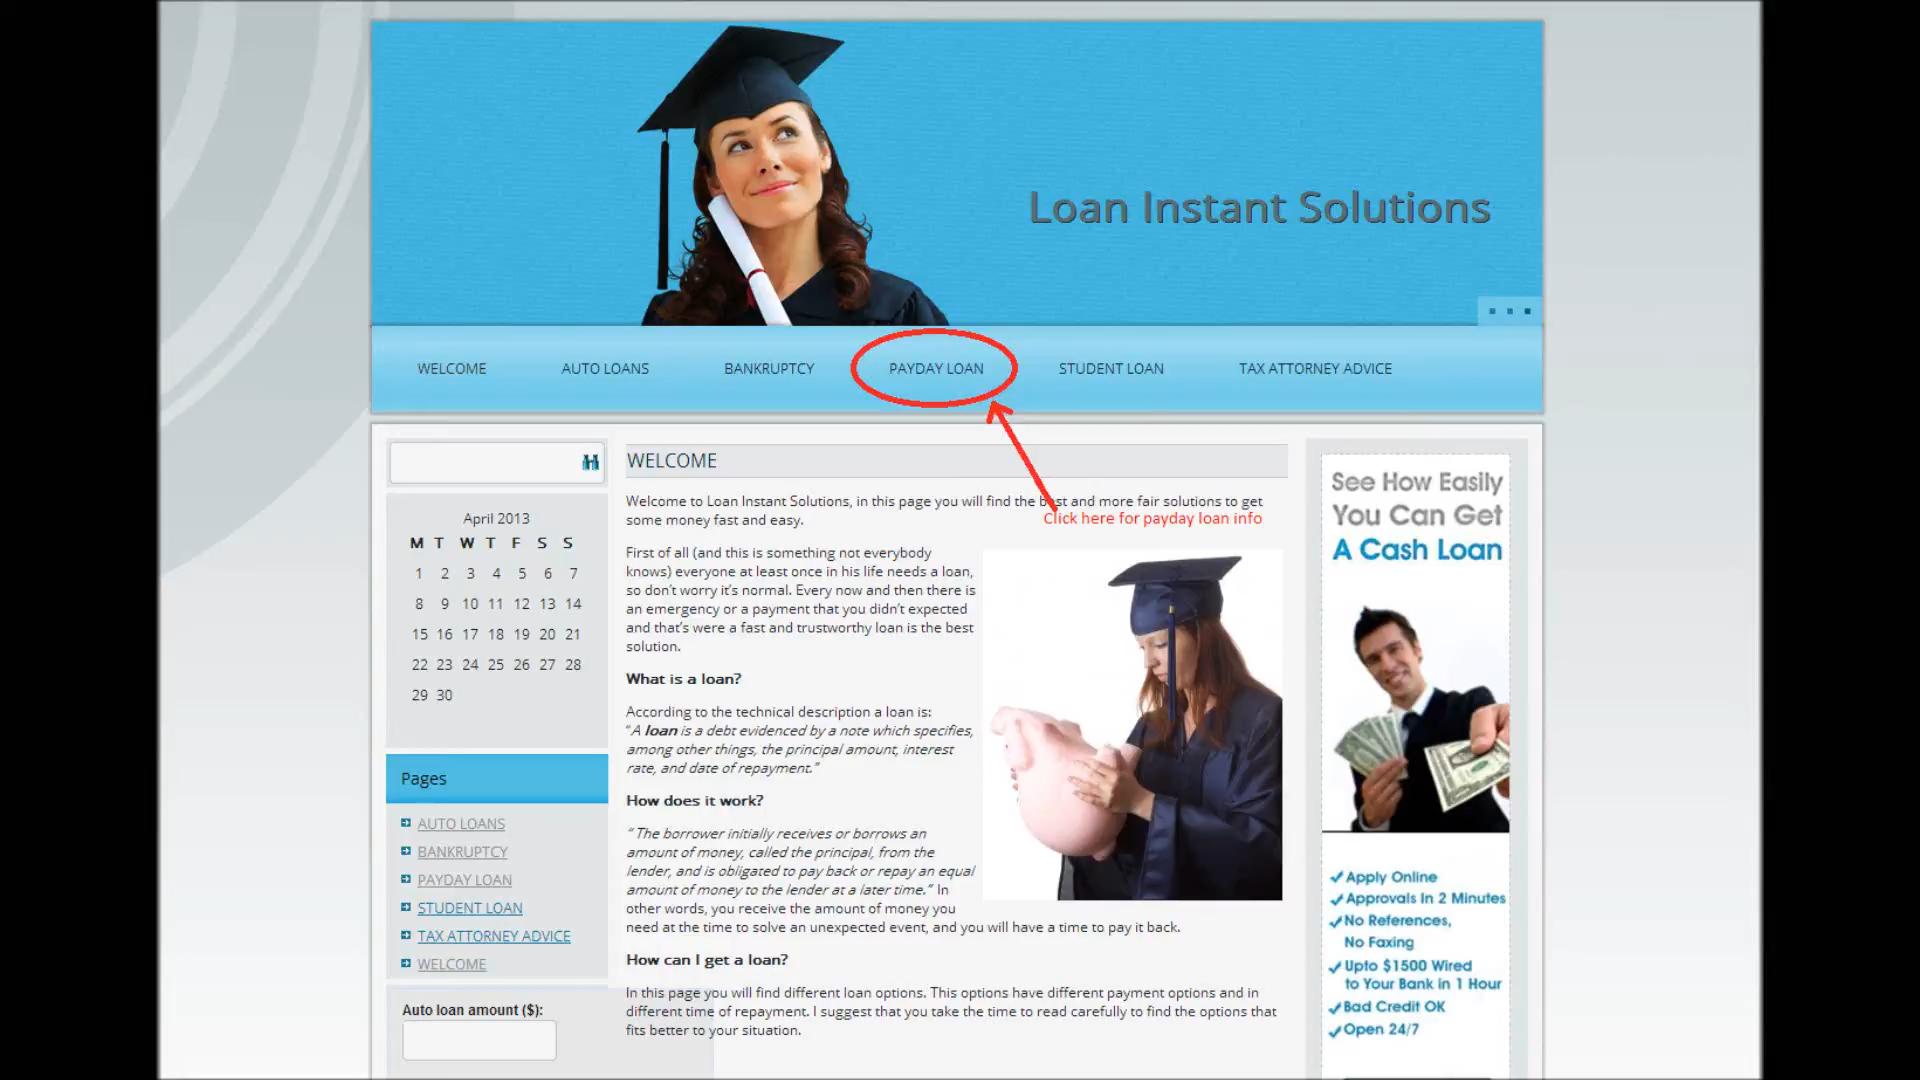 Loan Instant Solutions
WELCOME
AUTO LOANS
BANKRUPTCY
PAYDAY LOAN
STUDENT LOAN
TAX ATTORNEY ADVICE
April 2013
M T W T F S S
1 2 3 4 5 6 7
8 9 10 11 12 13 14
15 16 17 18 19 20 21
22 23 24 25 26 27 28
29 30
Pages
AUTO LOANS
BANKRUPTCY
PAYDAY LOAN
STUDENT LOAN
TAX ATTORNEY ADVICE
WELCOME
Auto loan amount ($):
WELCOME
Welcome to Loan Instant Solutions, in this page you will find the best and more fair solutions to get
some money fast and easy.
Click here for payday loan info
First of all (and this is something not everybody
knows) everyone at least once in his life needs a loan,
so don't worry it's normal. Every now and then there is
an emergency or a payment that you didn't expected
and that's were a fast and trustworthy loan is the best
solution.
What is a loan?
According to the technical description a loan is:
"A loan is a debt evidenced by a note which specifies,
among other things, the principal amount, interest
rate, and date of repayment."
How does it work?
" The borrower initially receives or borrows an
amount of money, called the principal, from the
lender, and is obligated to pay back or repay an equal
amount of money to the lender at a later time." In
other words, you receive the amount of money you
need at the time to solve an unexpected event, and you will have a time to pay it back.
How can I get a loan?
In this page you will find different loan options. This options have different payment options and in
different time of repayment. I suggest that you take the time to read carefully to find the options that
fits better to your situation.
See How Easily
You Can Get
A Cash Loan
Apply Online
Approvals In 2 Minutes
No References,
No Faxing
Upto $1500 Wired
to Your Bank in 1 Hour
Bad Credit OK
Open 24/7